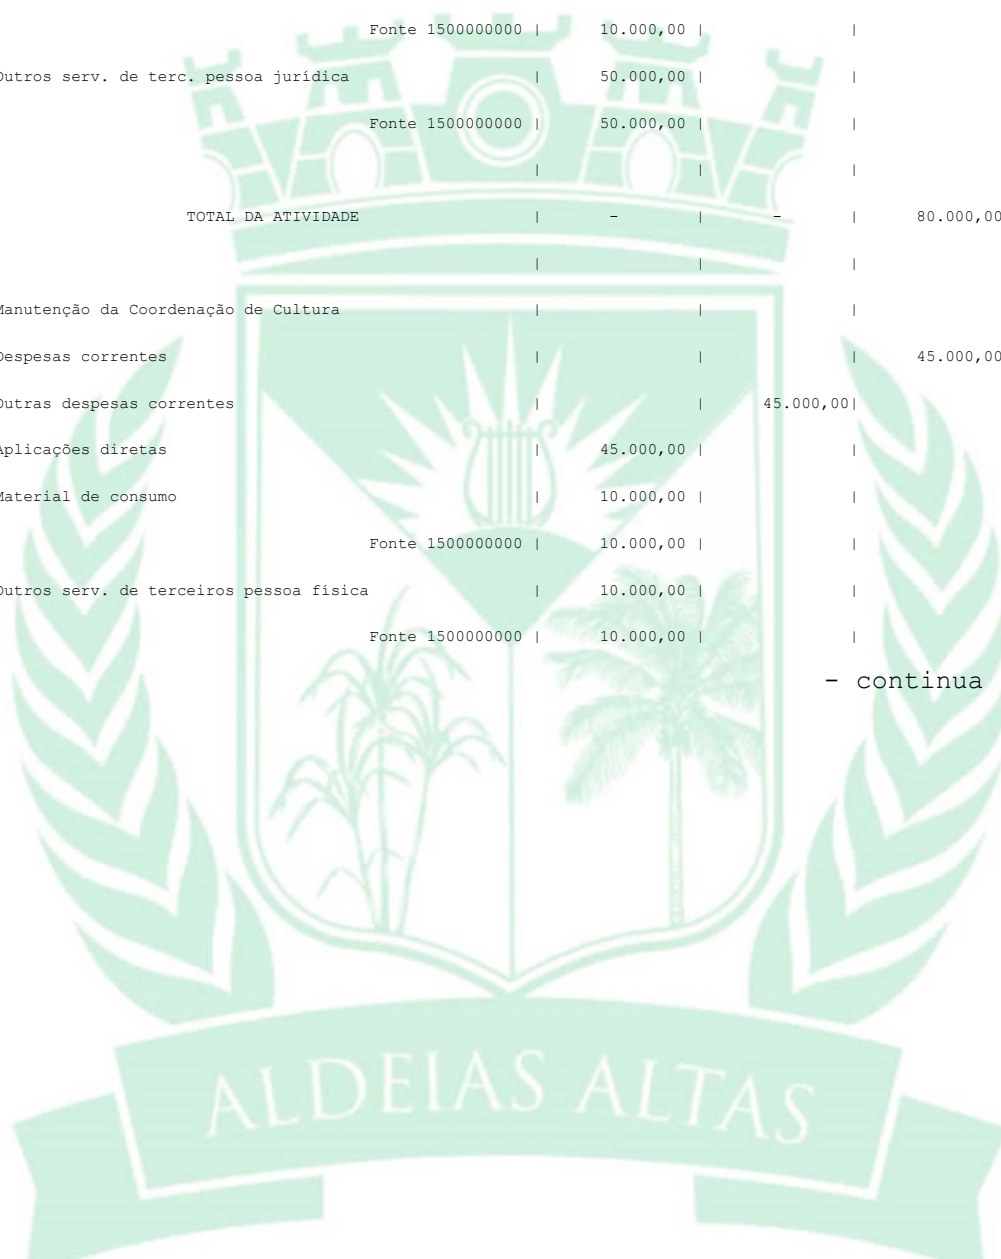 Fonte 1500000000 | 10.000,00 | |
Outros serv. de terc. pessoa jurídica | 50.000,00 | |
Fonte 1500000000 | 50.000,00 | |
| | |
TOTAL DA ATIVIDADE | - | - | 80.000,00
| | |
Manutenção da Coordenação de Cultura | | |
Despesas correntes | | | 45.000,00
Outras despesas correntes | | 45.000,00|
Aplicações diretas | 45.000,00 | |
Material de consumo | 10.000,00 | |
Fonte 1500000000 | 10.000,00 | |
Outros serv. de terceiros pessoa física | 10.000,00 | |
Fonte 1500000000 | 10.000,00 | |
- continua
ALDEIAS ALTAS